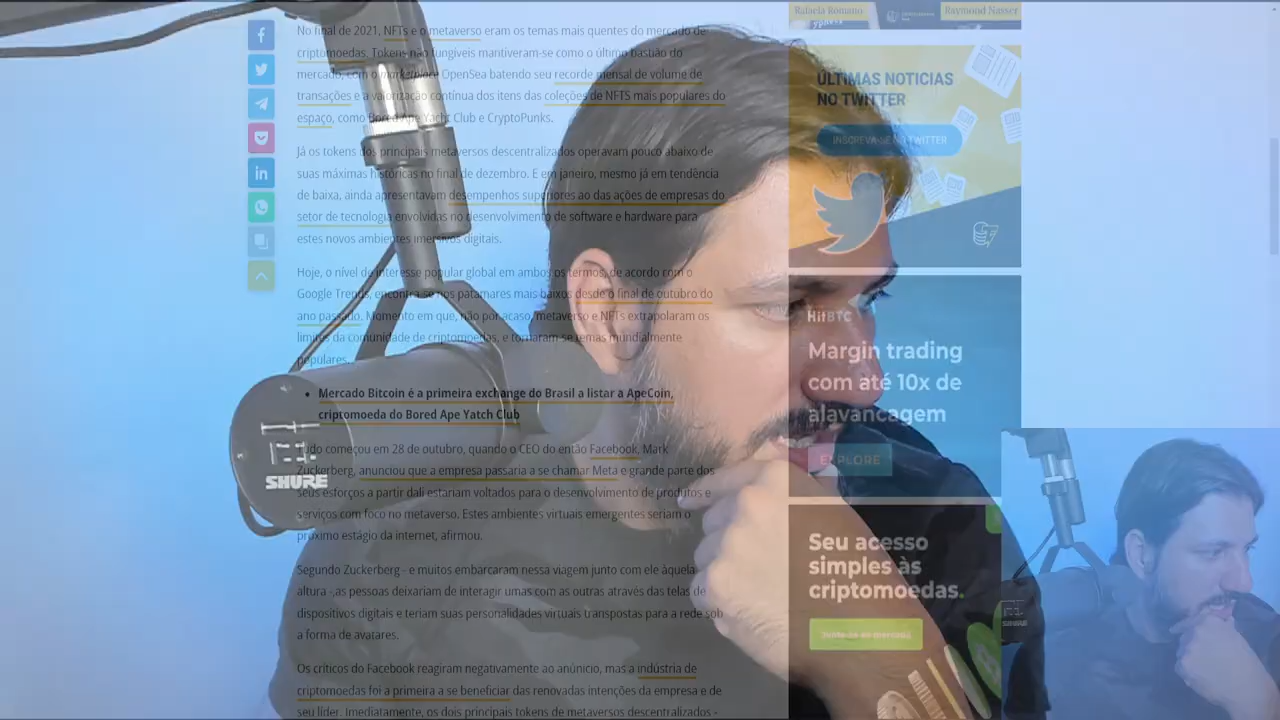 No final de 2021, NFTs e o metaverso eram os temas mais quentes do mercado de
criptomoedas. Tokens não fungíveis mantiveram-se como o último bastião do
mercado, com o marketplace OpenSea batendo seu recorde mensal de volume de
transações e a valorização contínua dos itens das coleções de NFTS mais populares do
espaço, como Bored Ape Yacht Club e CryptoPunks.
Já os tokens dos principais metaversos descentralizados operavam pouco abaixo de
suas máximas históricas no final de dezembro. E em janeiro, mesmo já em tendência
de baixa, ainda apresentavam desempenhos superiores ao das ações de empresas do
setor de tecnologia envolvidas no desenvolvimento de software e hardware para
estes novos ambientes imersivos digitais.
Hoje, o nível de interesse popular global em ambos os termos, de acordo com o
Google Trends, encontra-se nos patamares mais baixos desde o final de outubro do
ano passado. Momento em que, não por acaso, metaverso e NFTs extrapolaram os
limites da comunidade de criptomoedas, e tornaram-se temas mundialmente
populares.
• Mercado Bitcoin é a primeira exchange do Brasil a listar a ApeCoin,
criptomoeda do Bored Ape Yatch Club
Tudo começou em 28 de outubro, quando o CEO do então Facebook, Mark
Zuckerberg, anunciou que a empresa passaria a se chamar Meta e grande parte dos
seus esforços a partir dali estariam voltados para o desenvolvimento de produtos e
serviços com foco no metaverso. Estes ambientes virtuais emergentes seriam o
próximo estágio da internet, afirmou.
Segundo Zuckerberg - e muitos embarcaram nessa viagem junto com ele àquela
altura -,as pessoas deixariam de interagir umas com as outras através das telas de
dispositivos digitais e teriam suas personalidades virtuais transpostas para a rede sob
a forma de avatares.
Os críticos do Facebook reagiram negativamente ao anúncio, mas a indústria de
criptomoedas foi a primeira a se beneficiar das renovadas intenções da empresa e de
seu líder. Imediatamente, os dois principais tokens de metaversos descentralizados -
Rafaela Romano
Raymond Nasser
ÚLTIMAS NOTICIAS
NO TWITTER
INSCREVA-SE NO TWITTER
HitBTC
Margin trading
com até 10x de
alavancagem
EXPLORE
Seu acesso
simples às
criptomoedas.
Junte-se ao mercado
SHURE
SHURE